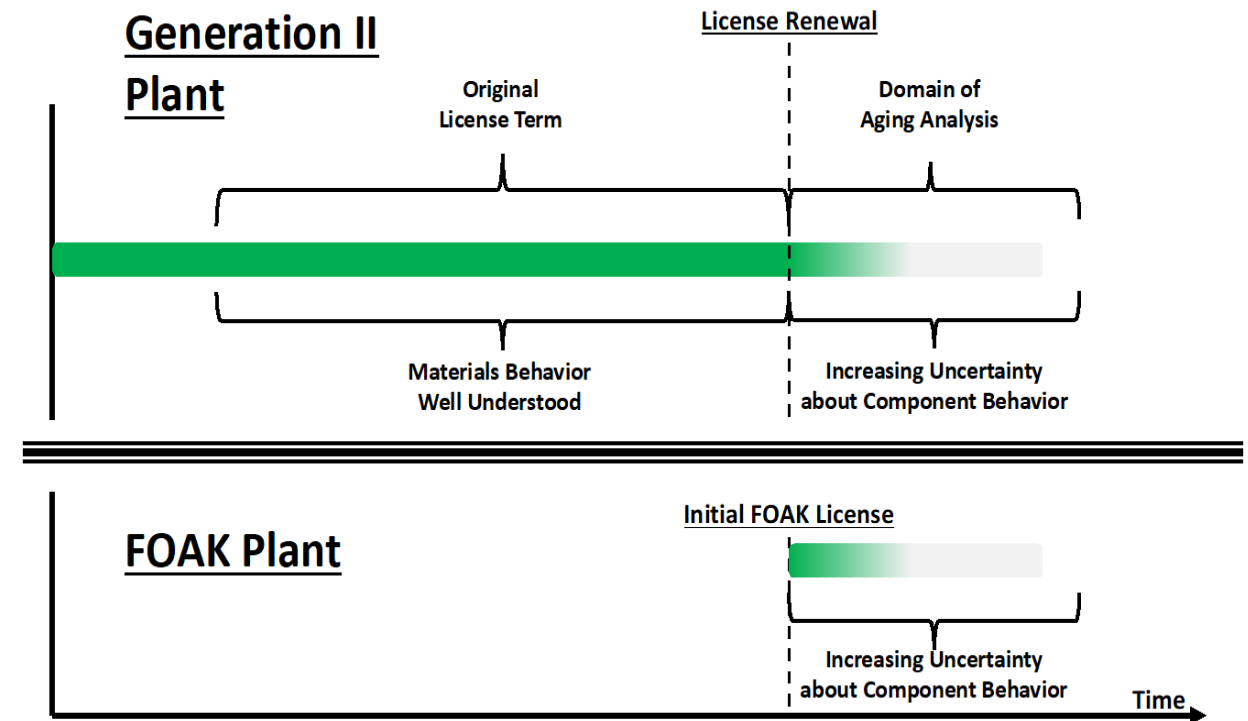 Generation II
Plant
License Renewal
Original
License Term
Domain of
Aging Analysis
Materials Behavior
Well Understood
Increasing Uncertainty
about Component Behavior
FOAK Plant
Initial FOAK License
Increasing Uncertainty
about Component Behavior
Time